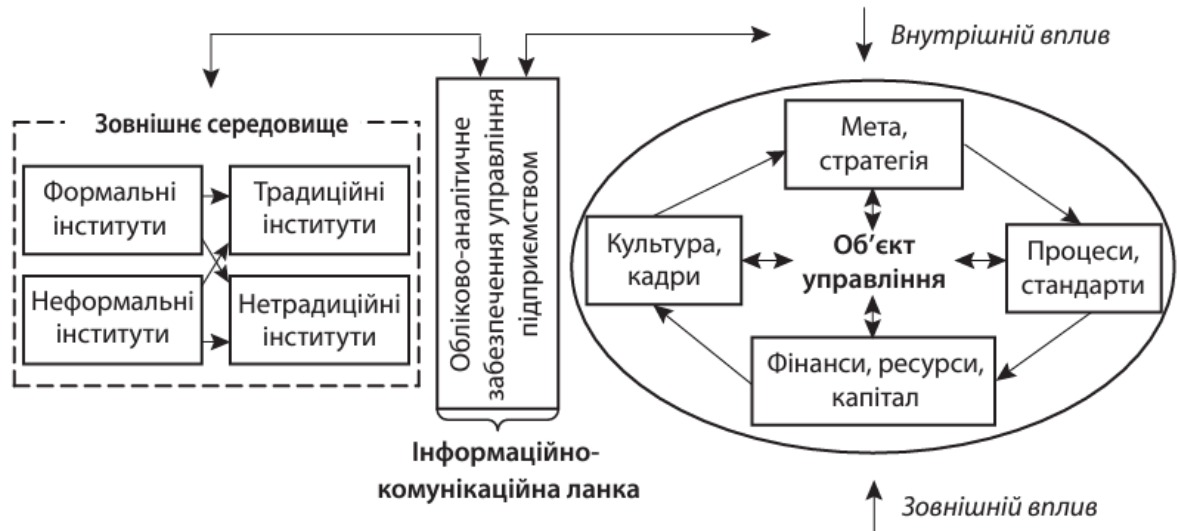 Внутрішній вплив
Зовнішнє середовище
Формальні
інститути
Традиційні
інститути
Неформальні
інститути
Нетрадиційні
інститути
Обліково-аналітичне
забезпечення управління
підприємством
Інформаційно-
комунікаційна ланка
Мета,
стратегія
Культура,
кадри
Об’єкт
управління
Процеси,
стандарти
Фінанси, ресурси,
капітал
Зовнішній вплив